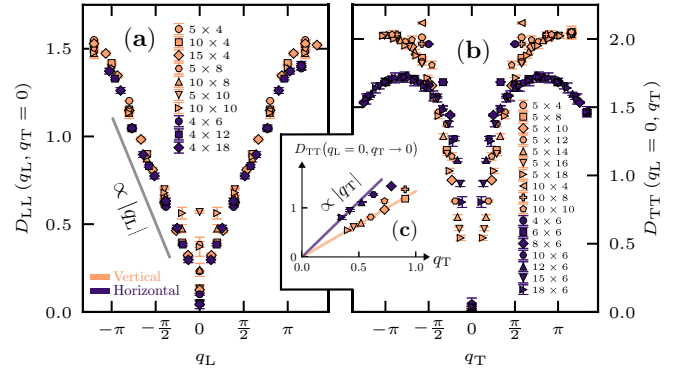 (a)
D_LL (q_L, q_T = 0)
1.5
1.0
0.5
0.0
5 × 4
10 × 4
15 × 4
5 × 8
10 × 8
5 × 10
10 × 10
4 × 6
4 × 12
4 × 18
∝ |q_T|
Vertical
Horizontal
−π
−π/2
0
π/2
π
q_L
D_TT(q_L = 0, q_T → 0)
1
0
∝ |q_T|
(c)
0.0
0.5
1.0
q_T
(b)
5 × 4
5 × 8
5 × 10
5 × 12
5 × 14
5 × 16
5 × 18
10 × 4
10 × 8
10 × 10
4 × 6
6 × 6
8 × 6
10 × 6
12 × 6
15 × 6
18 × 6
2.0
1.5
1.0
0.5
0.0
D_TT (q_L = 0, q_T)
−π
−π/2
0
π/2
π
q_T